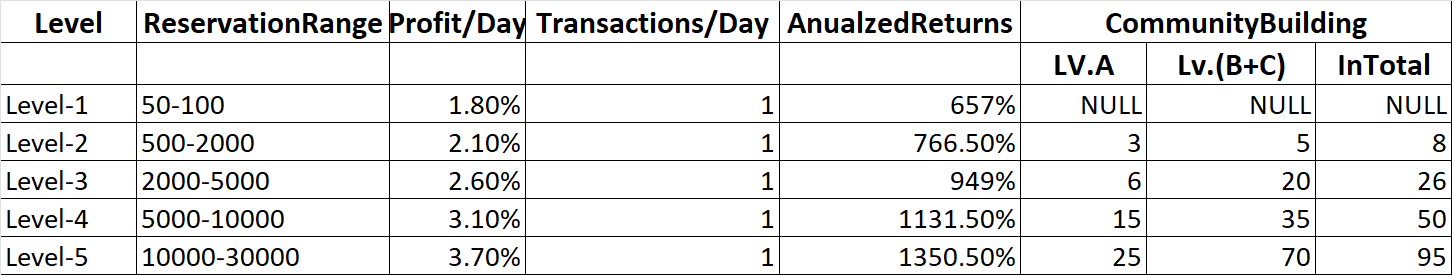 Level ReservationRange Profit/Day Transactions/Day AnualzedReturns CommunityBuilding
LV.A Lv.(B+C) InTotal
Level-1 50-100 1.80% 1 657% NULL NULL NULL
Level-2 500-2000 2.10% 1 766.50% 3 5 8
Level-3 2000-5000 2.60% 1 949% 6 20 26
Level-4 5000-10000 3.10% 1 1131.50% 15 35 50
Level-5 10000-30000 3.70% 1 1350.50% 25 70 95